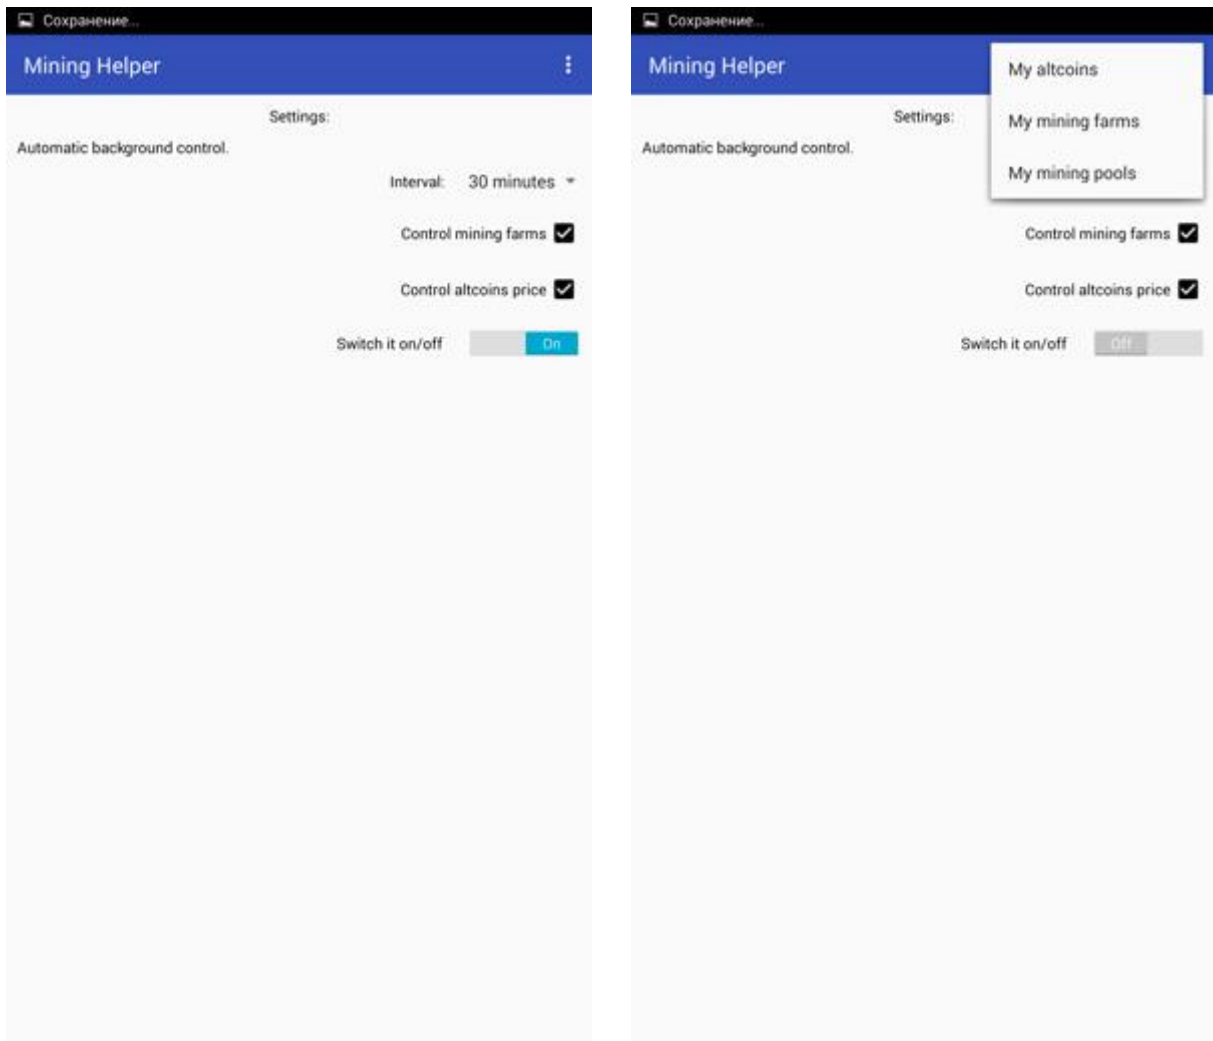 Сохранение...
Mining Helper
Settings:
Automatic background control.
Interval: 30 minutes
Control mining farms
Control altcoins price
Switch it on/off On
Сохранение...
Mining Helper
My altcoins
My mining farms
My mining pools
Settings:
Automatic background control.
Control mining farms
Control altcoins price
Switch it on/off Off